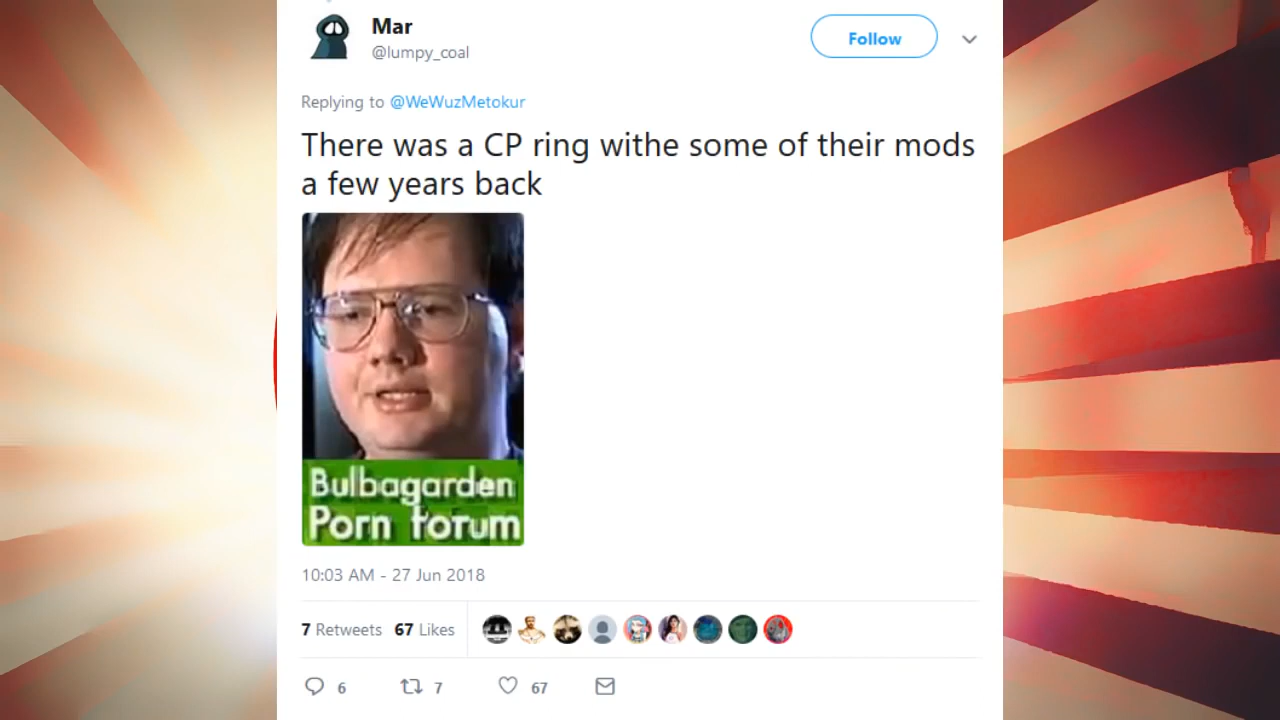 Mar
@lumpy_coal
Follow
Replying to @WeWuzMetokur
There was a CP ring withe some of their mods
a few years back
Bulbagarden
Porn forum
10:03 AM - 27 Jun 2018
7 Retweets 67 Likes
6 7 67